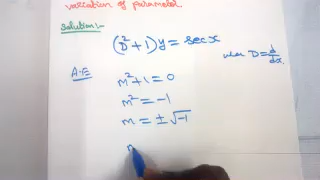 variation of parameter.
Solution:-
(D²+1)y = sec x
where D = d/dx.
A·E
m²+1=0
m² = -1
m = ± √-1